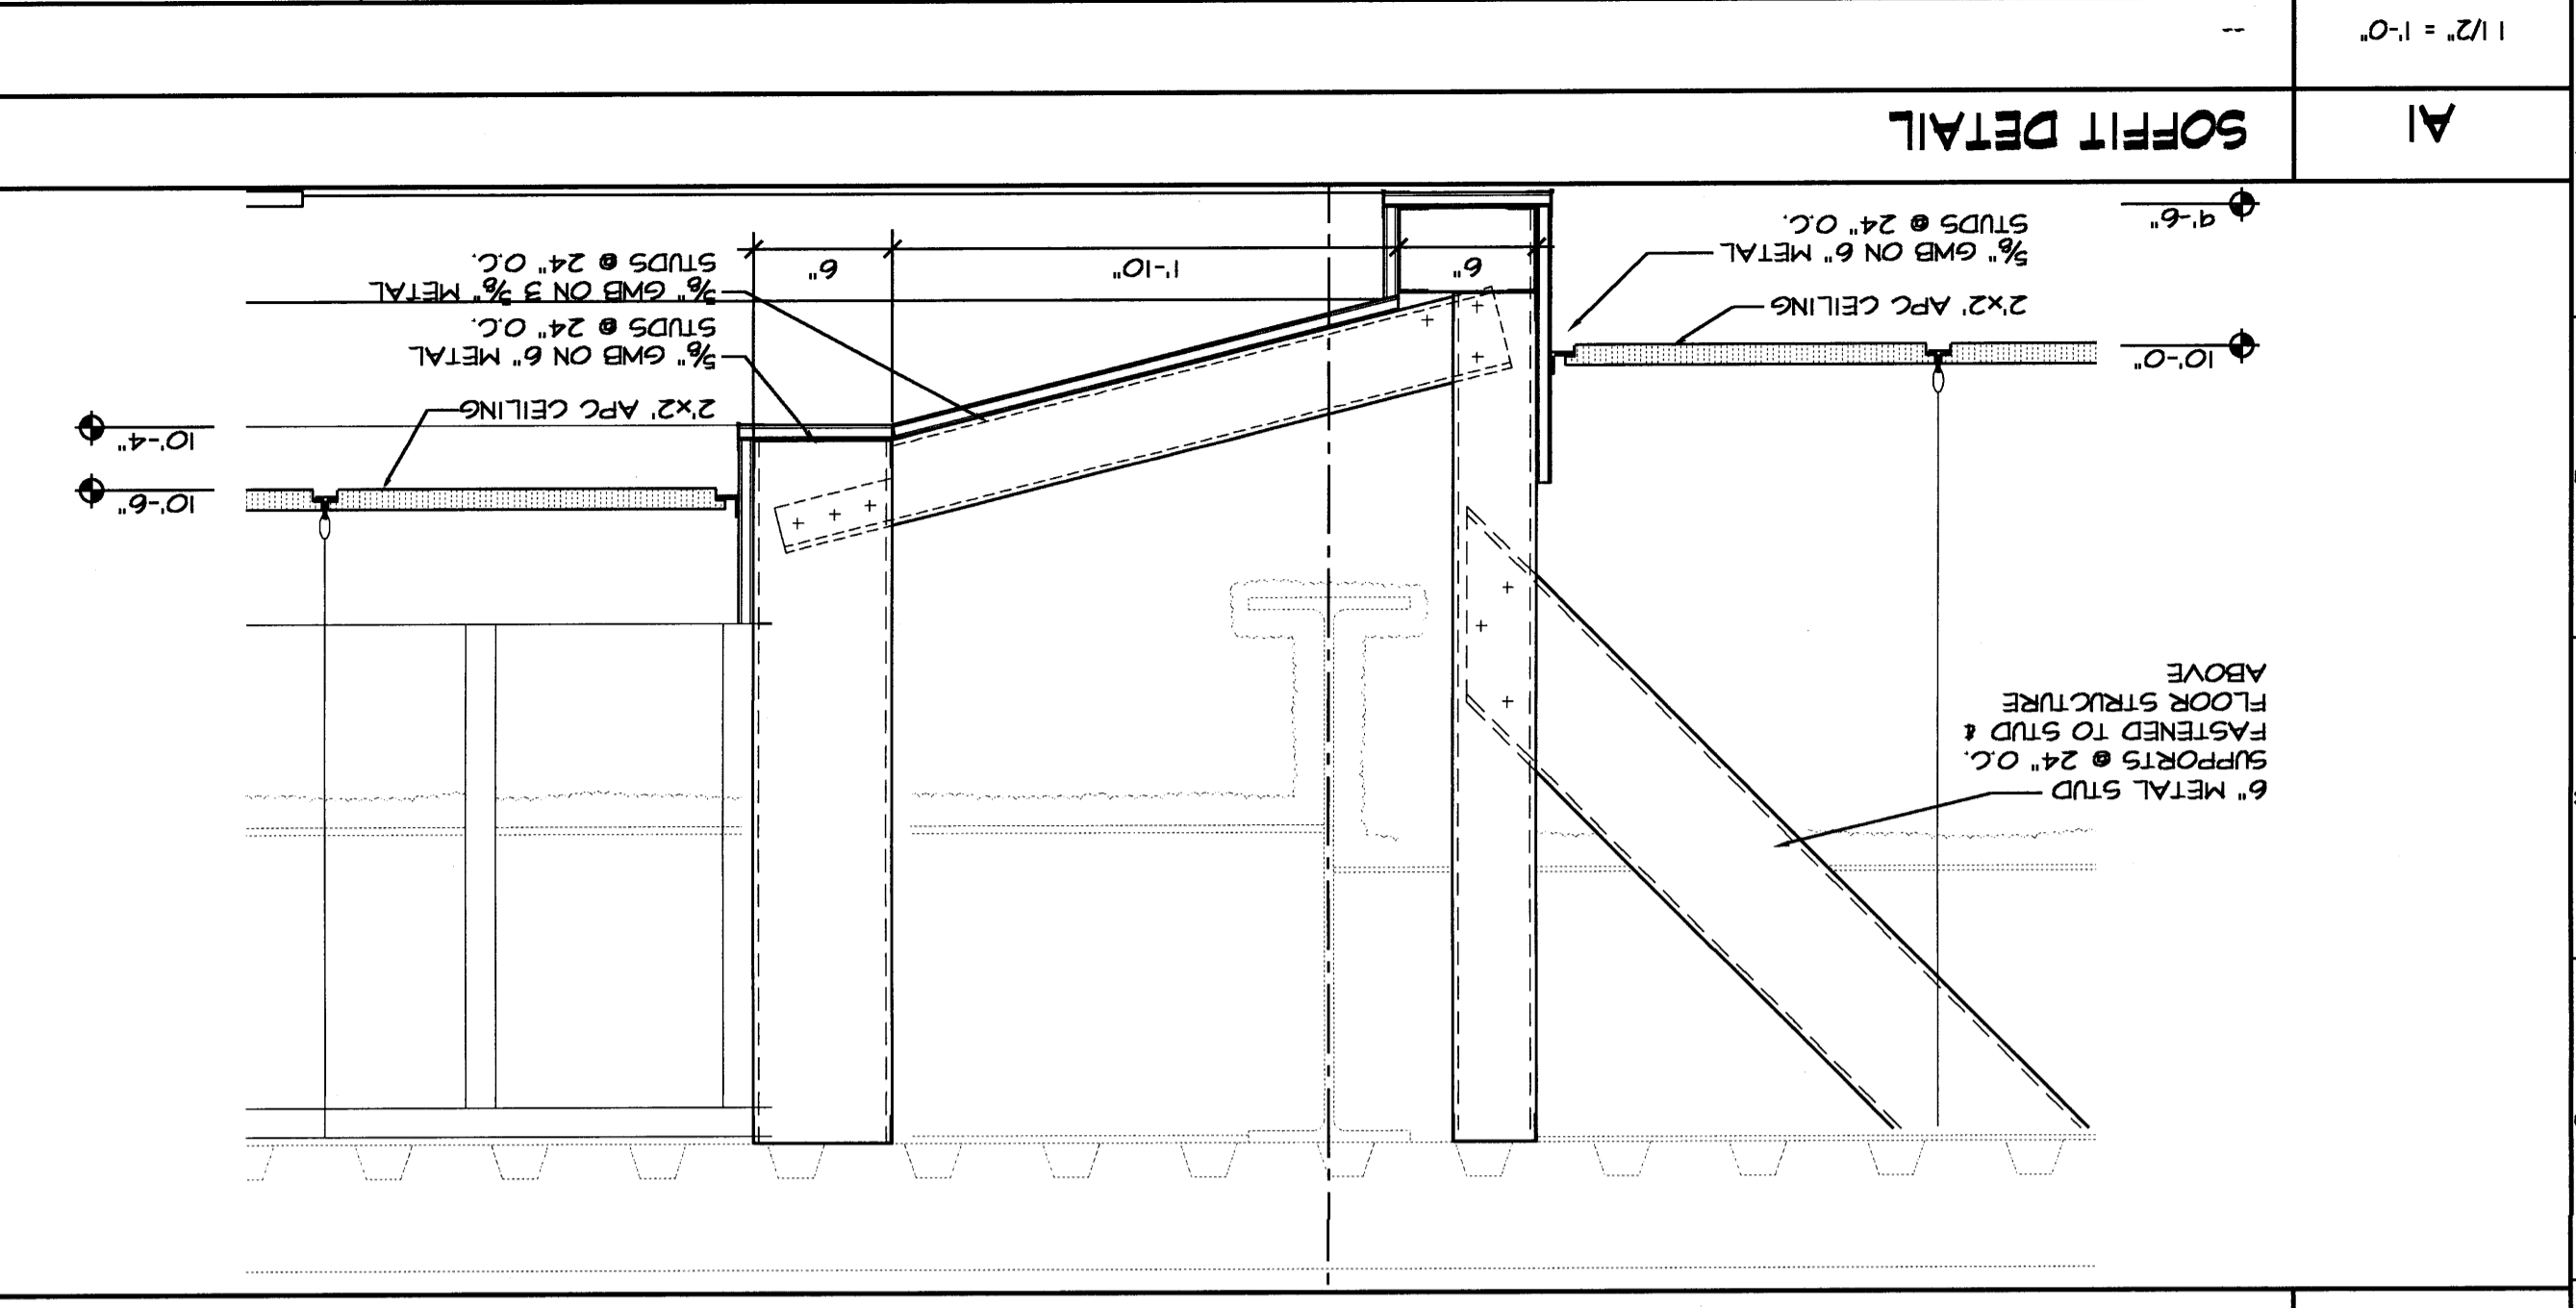 6" METAL STUD
SUPPORTS @ 24" O.C.
FASTENED TO STUD &
FLOOR STRUCTURE
ABOVE
10'-0"
2'x2' APC CEILING
5/8" GWB ON 6" METAL
STUDS @ 24" O.C.
9'-6"
6"
1'-10"
6"
10'-6"
10'-4"
2'x2' APC CEILING
5/8" GWB ON 6" METAL
STUDS @ 24" O.C.
5/8" GWB ON 3 5/8" METAL
STUDS @ 24" O.C.
A1
SOFFIT DETAIL
1 1/2" = 1'-0"
--